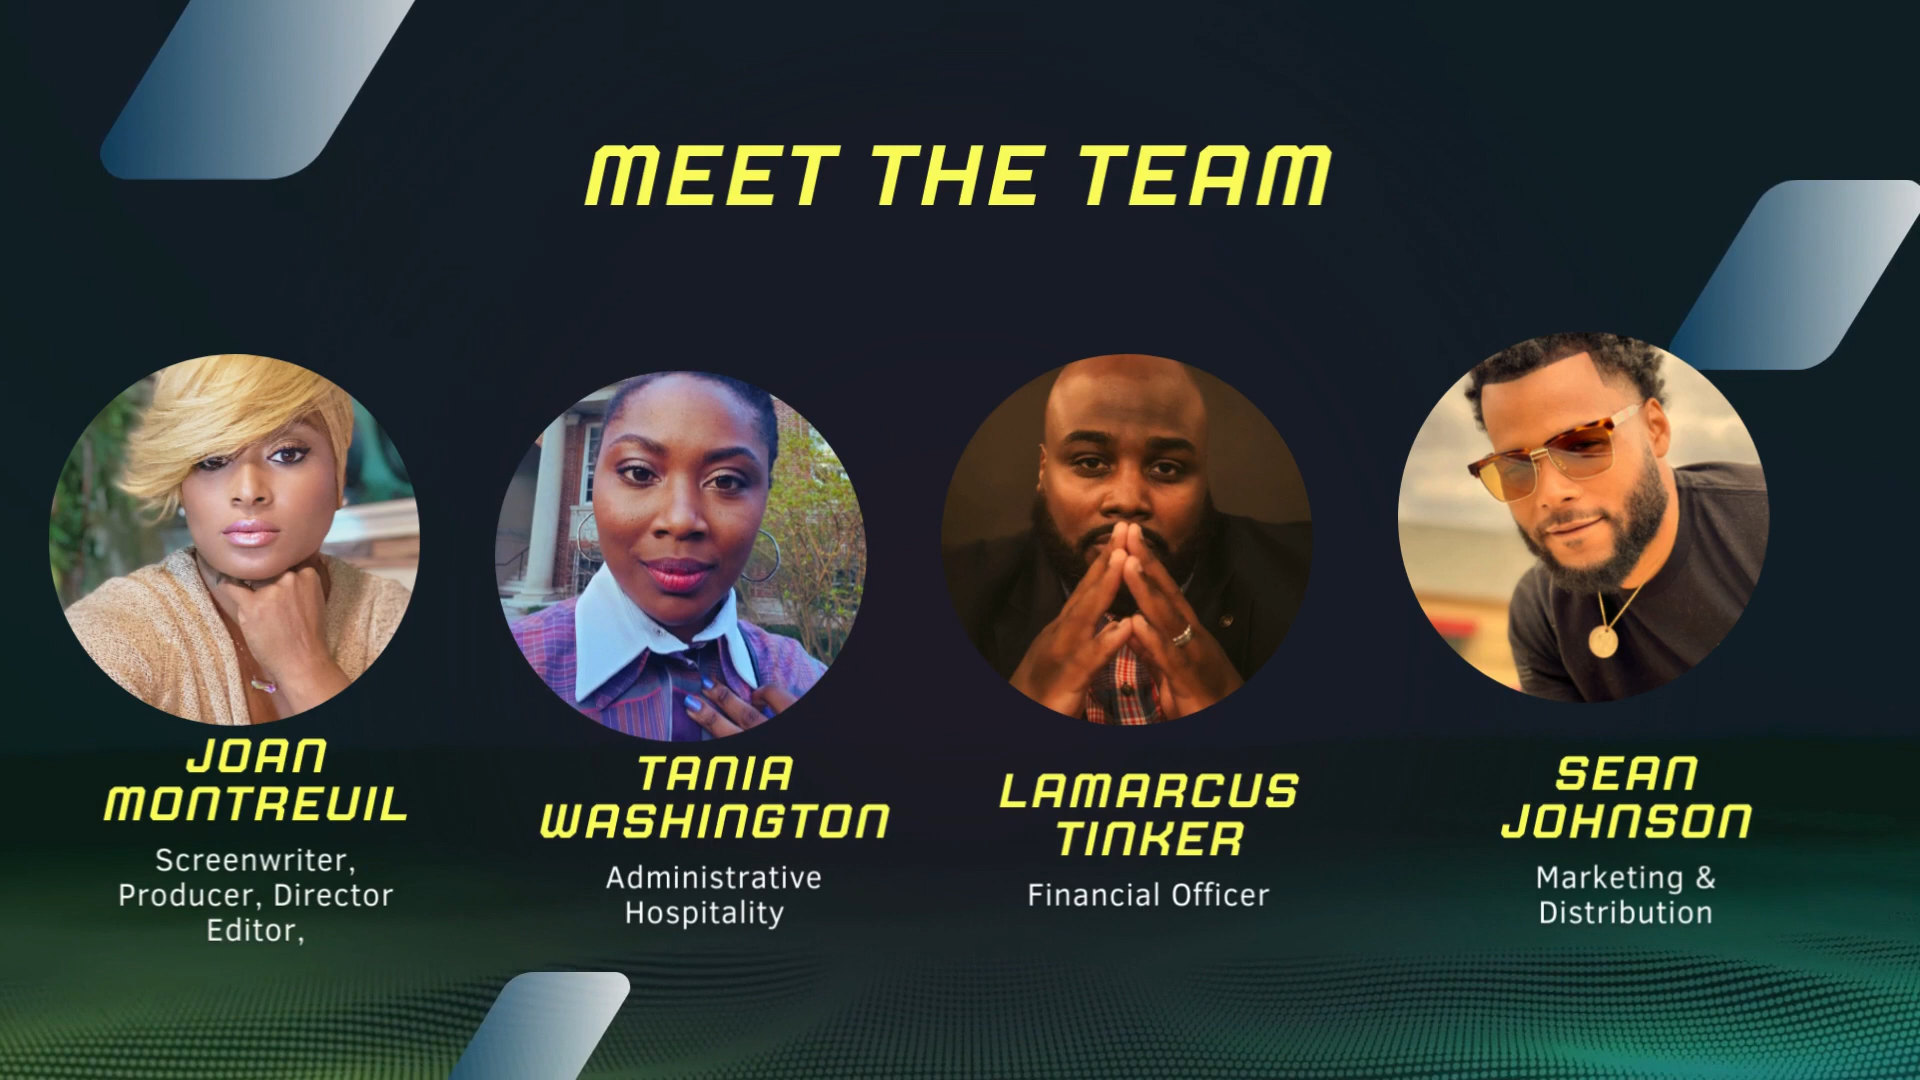 MEET THE TEAM
JOAN
MONTREUIL
Screenwriter,
Producer, Director
Editor,
TANIA
WASHINGTON
Administrative
Hospitality
LAMARCUS
TINKER
Financial Officer
SEAN
JOHNSON
Marketing &
Distribution